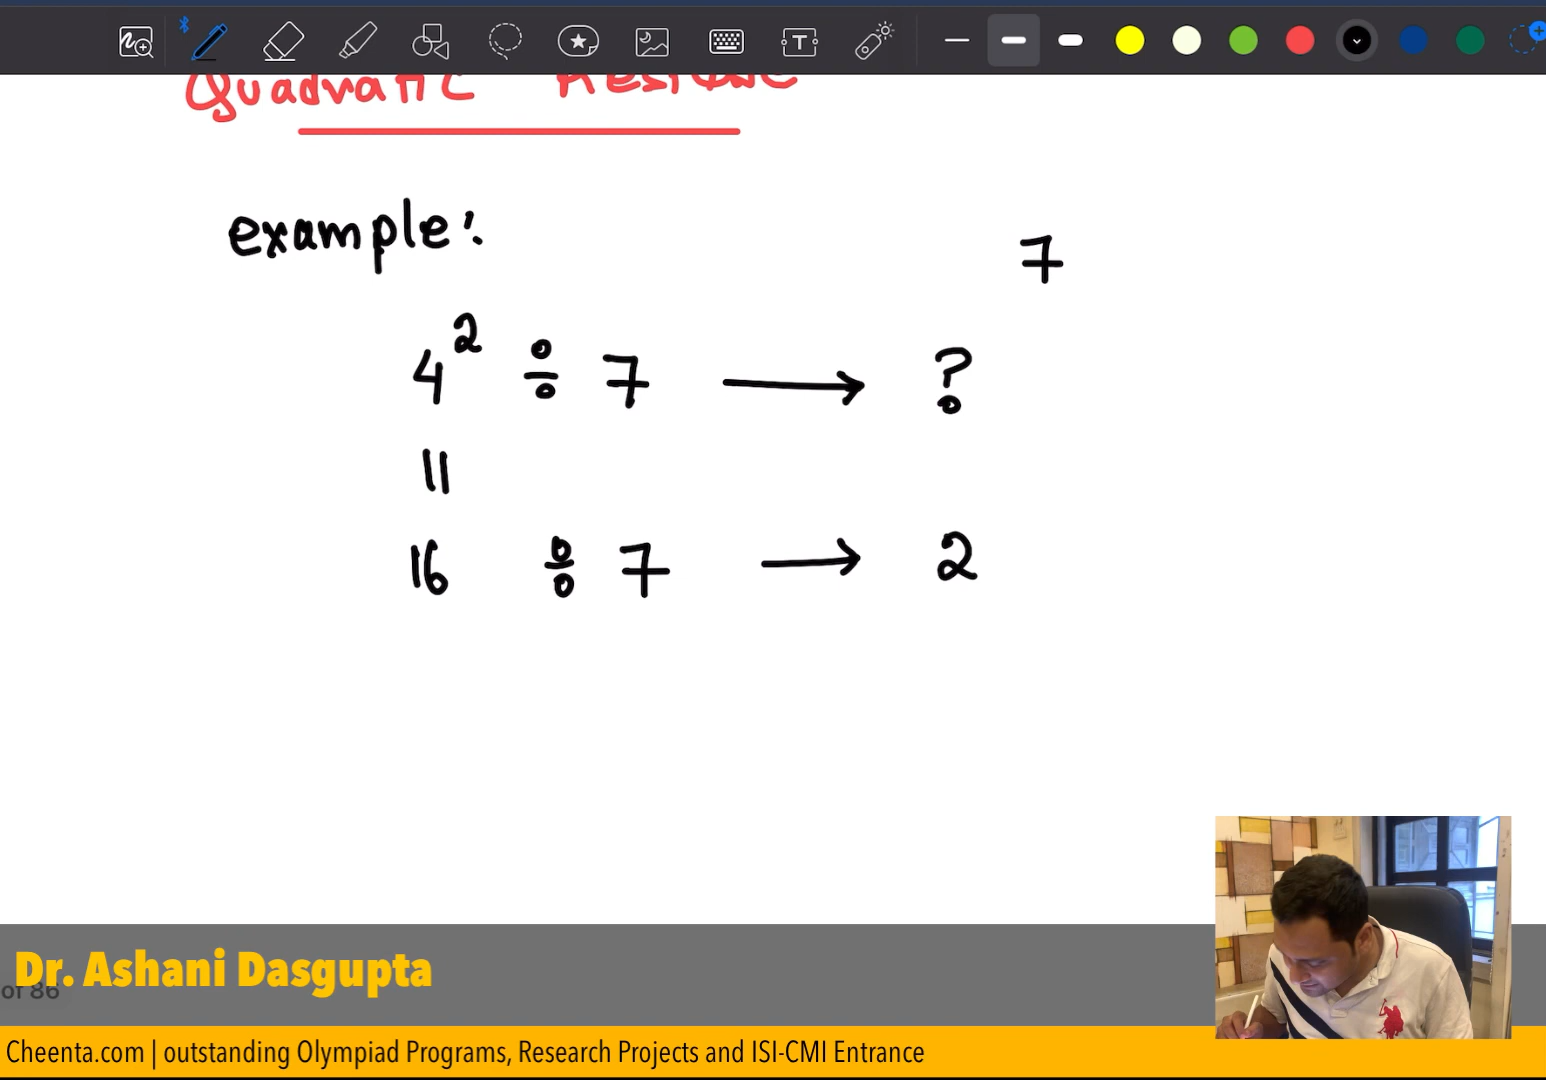 Quadratic Residue
example:
7
4² ÷ 7 → ?
||
16 ÷ 7 → 2
Dr. Ashani Dasgupta
of 86
Cheenta.com | outstanding Olympiad Programs, Research Projects and ISI-CMI Entrance